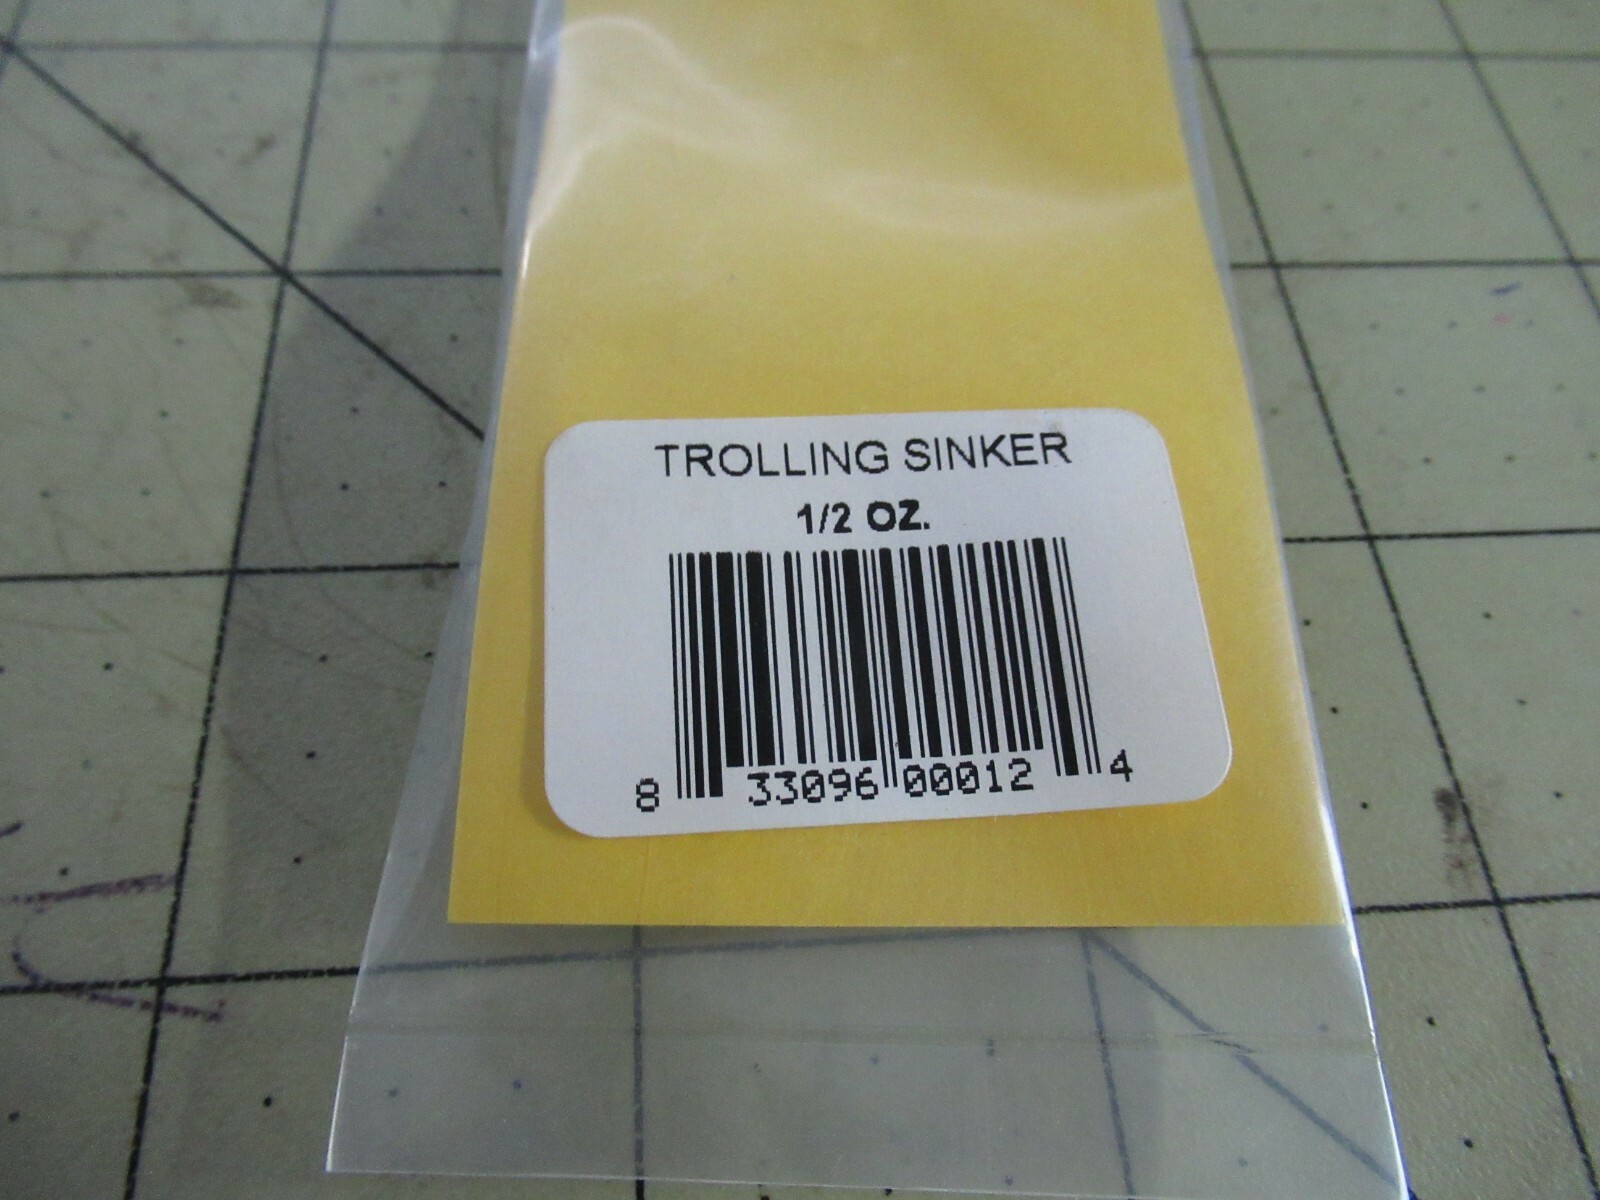 TROLLING SINKER
1/2 OZ.
8 33096 00012 4